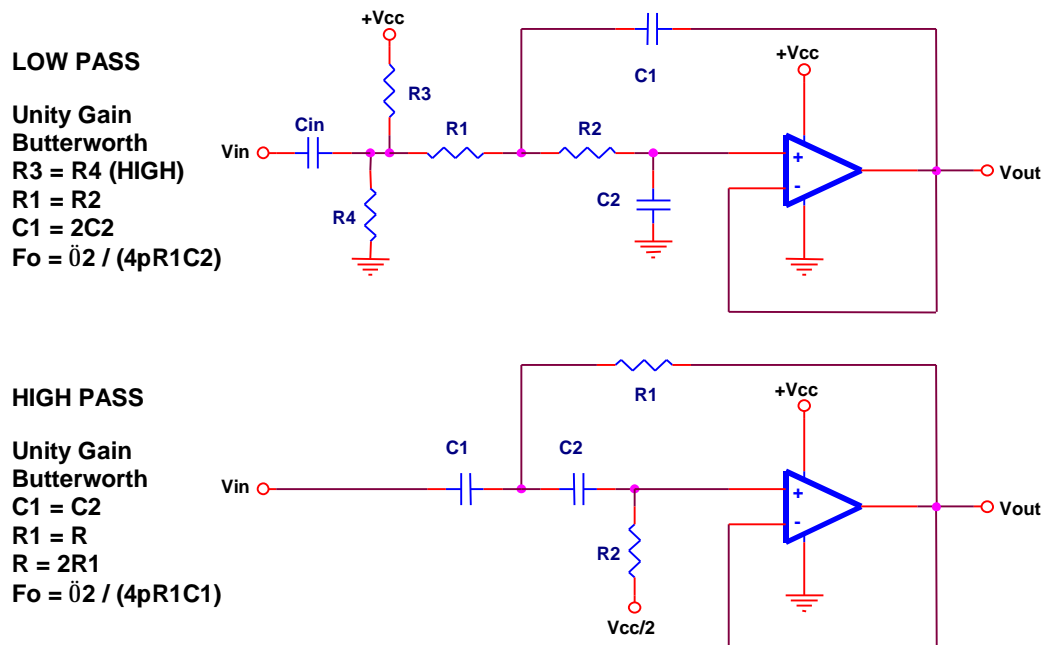 LOW PASS
Unity Gain
Butterworth
R3 = R4 (HIGH)
R1 = R2
C1 = 2C2
Fo = Ö2 / (4pR1C2)
+Vcc
R3
Cin
Vin
R4
R1
R2
C1
C2
+Vcc
+
-
Vout
HIGH PASS
Unity Gain
Butterworth
C1 = C2
R1 = R
R = 2R1
Fo = Ö2 / (4pR1C1)
Vin
C1
C2
R1
R2
Vcc/2
+Vcc
+
-
Vout